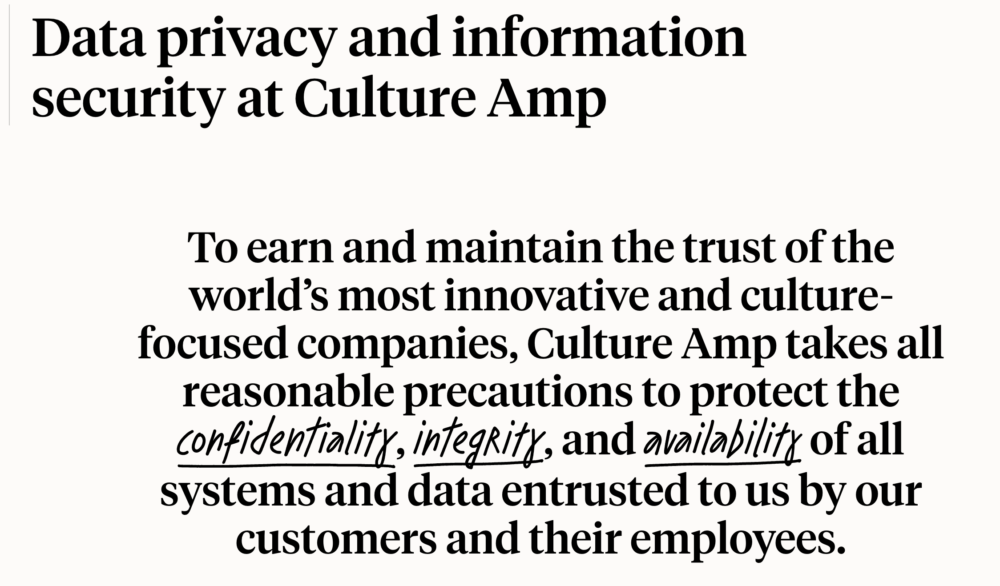 Data privacy and information
security at Culture Amp
To earn and maintain the trust of the
world’s most innovative and culture-
focused companies, Culture Amp takes all
reasonable precautions to protect the
confidentiality, integrity, and availability of all
systems and data entrusted to us by our
customers and their employees.